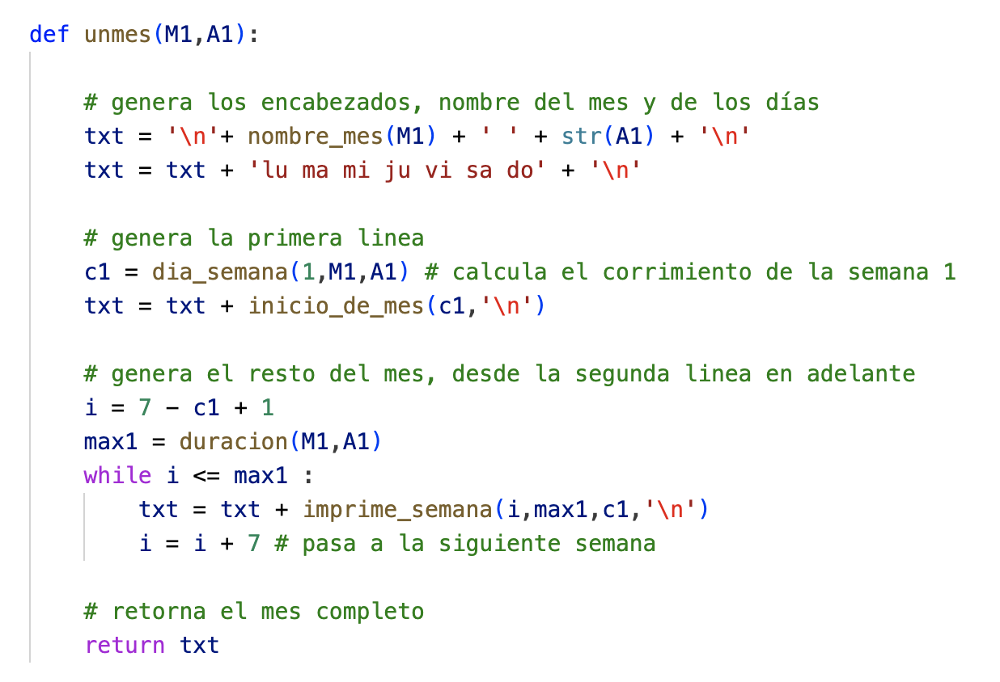 def unmes(M1,A1):
# genera los encabezados, nombre del mes y de los días
txt = '\n'+ nombre_mes(M1) + ' ' + str(A1) + '\n'
txt = txt + 'lu ma mi ju vi sa do' + '\n'
# genera la primera linea
c1 = dia_semana(1,M1,A1) # calcula el corrimiento de la semana 1
txt = txt + inicio_de_mes(c1,'\n')
# genera el resto del mes, desde la segunda linea en adelante
i = 7 − c1 + 1
max1 = duracion(M1,A1)
while i <= max1 :
txt = txt + imprime_semana(i,max1,c1,'\n')
i = i + 7 # pasa a la siguiente semana
# retorna el mes completo
return txt